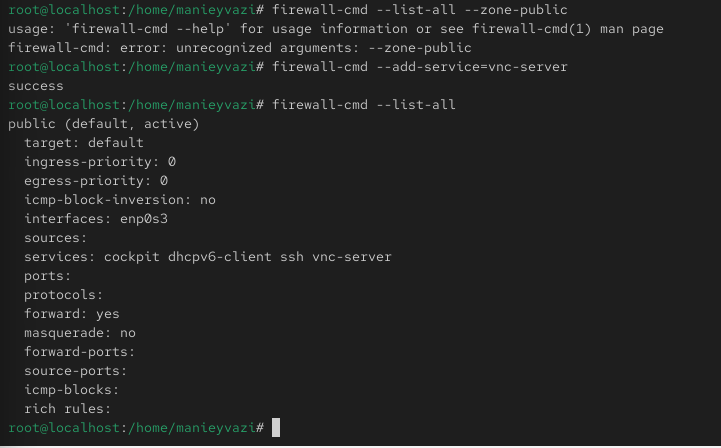 root@localhost:/home/manieyvazi# firewall-cmd --list-all --zone-public
usage: 'firewall-cmd --help' for usage information or see firewall-cmd(1) man page
firewall-cmd: error: unrecognized arguments: --zone-public
root@localhost:/home/manieyvazi# firewall-cmd --add-service=vnc-server
success
root@localhost:/home/manieyvazi# firewall-cmd --list-all
public (default, active)
  target: default
  ingress-priority: 0
  egress-priority: 0
  icmp-block-inversion: no
  interfaces: enp0s3
  sources:
  services: cockpit dhcpv6-client ssh vnc-server
  ports:
  protocols:
  forward: yes
  masquerade: no
  forward-ports:
  source-ports:
  icmp-blocks:
  rich rules:
root@localhost:/home/manieyvazi#